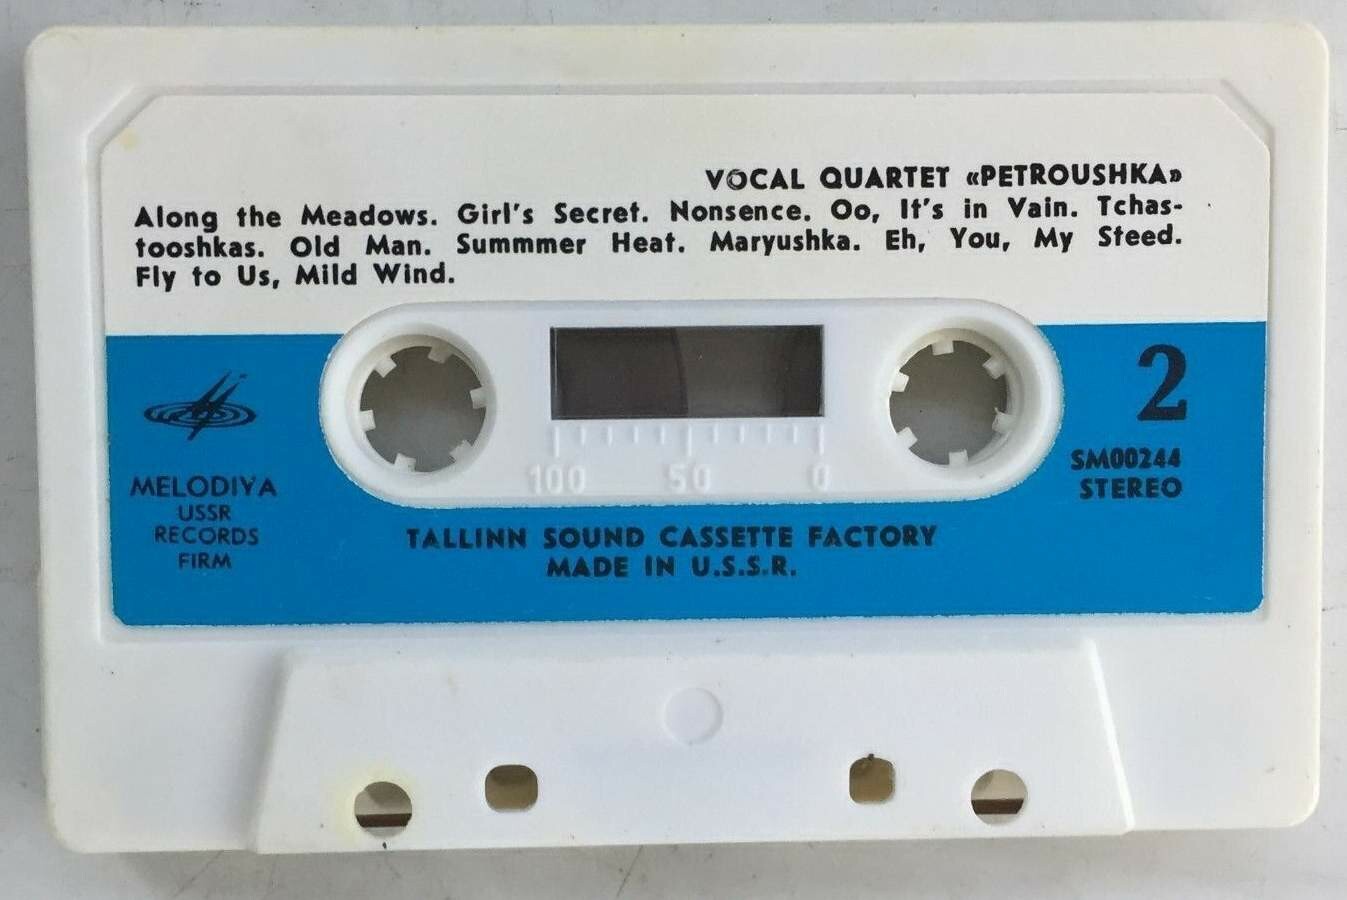 VOCAL QUARTET «PETROUSHKA»
Along the Meadows. Girl's Secret. Nonsence. Oo, It's in Vain. Tchas-
tooshkas. Old Man. Summmer Heat. Maryushka. Eh, You, My Steed.
Fly to Us, Mild Wind.
2
SM00244
STEREO
MELODIYA
USSR
RECORDS
FIRM
100 50 0
TALLINN SOUND CASSETTE FACTORY
MADE IN U.S.S.R.